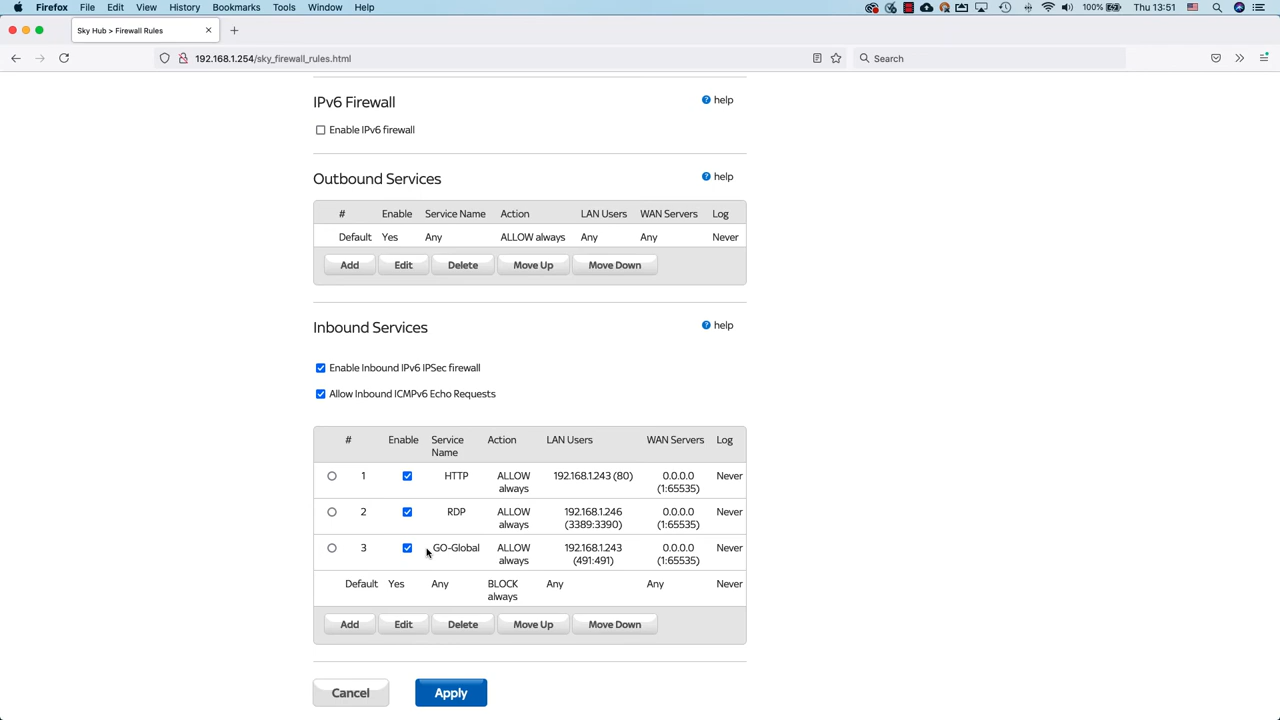 Firefox File Edit View History Bookmarks Tools Window Help 100% Thu 13:51
Sky Hub > Firewall Rules
192.168.1.254/sky_firewall_rules.html Search
IPv6 Firewall ? help
Enable IPv6 firewall
Outbound Services ? help
# Enable Service Name Action LAN Users WAN Servers Log
Default Yes Any ALLOW always Any Any Never
Add Edit Delete Move Up Move Down
Inbound Services ? help
Enable Inbound IPv6 IPSec firewall
Allow Inbound ICMPv6 Echo Requests
# Enable Service Action LAN Users WAN Servers Log
Name
1 HTTP ALLOW 192.168.1.243 (80) 0.0.0.0 Never
always (1:65535)
2 RDP ALLOW 192.168.1.246 0.0.0.0 Never
always (3389:3390) (1:65535)
3 GO-Global ALLOW 192.168.1.243 0.0.0.0 Never
always (491:491) (1:65535)
Default Yes Any BLOCK Any Any Never
always
Add Edit Delete Move Up Move Down
Cancel Apply